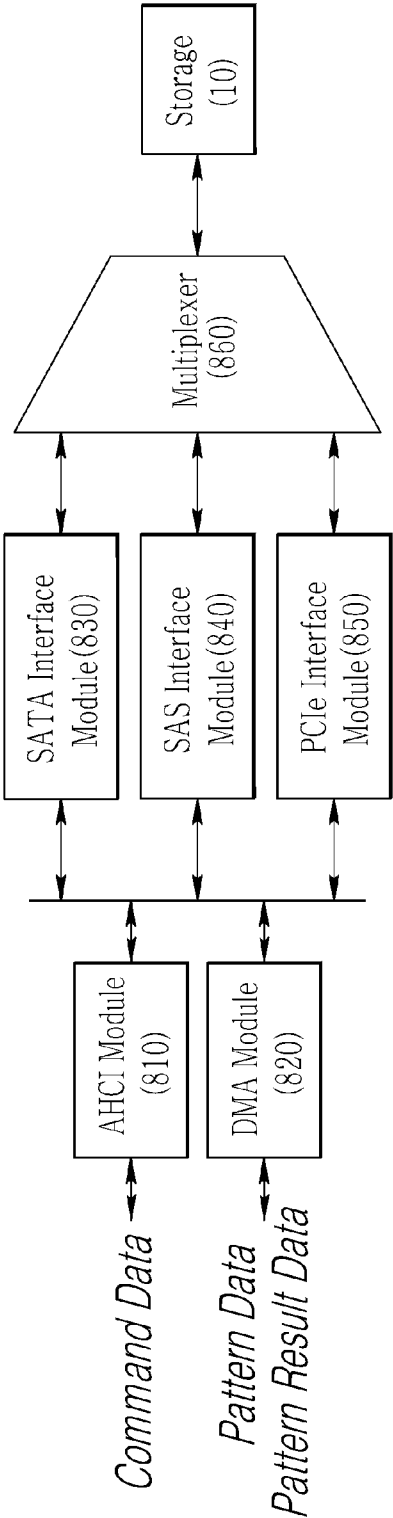 Command Data
Pattern Data
Pattern Result Data
AHCI Module
(810)
DMA Module
(820)
SATA Interface
Module(830)
SAS Interface
Module(840)
PCIe Interface
Module(850)
Multiplexer
(860)
Storage
(10)